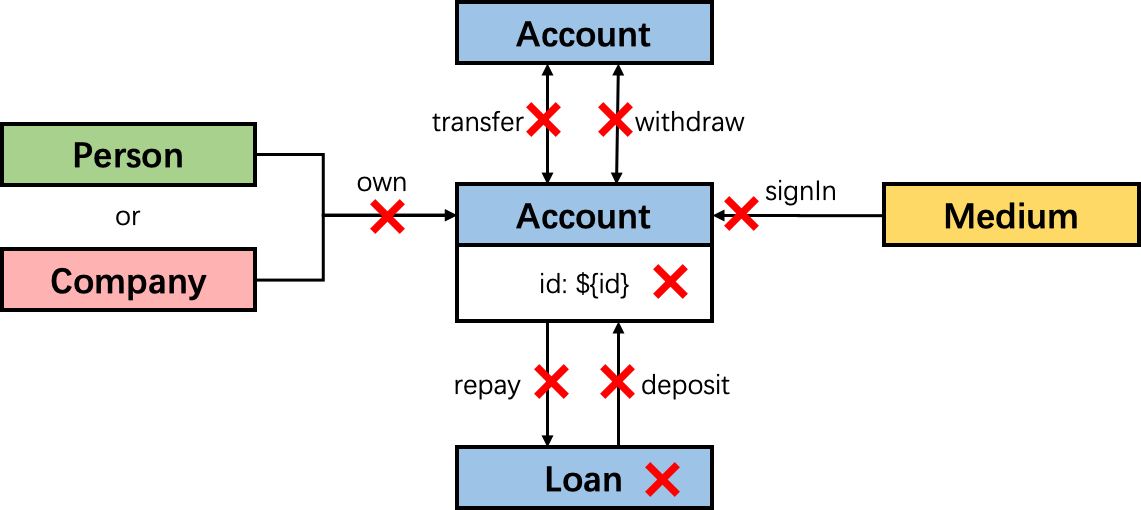 Account
transfer
withdraw
Person
or
Company
own
Account
id: ${id}
signIn
Medium
repay
deposit
Loan